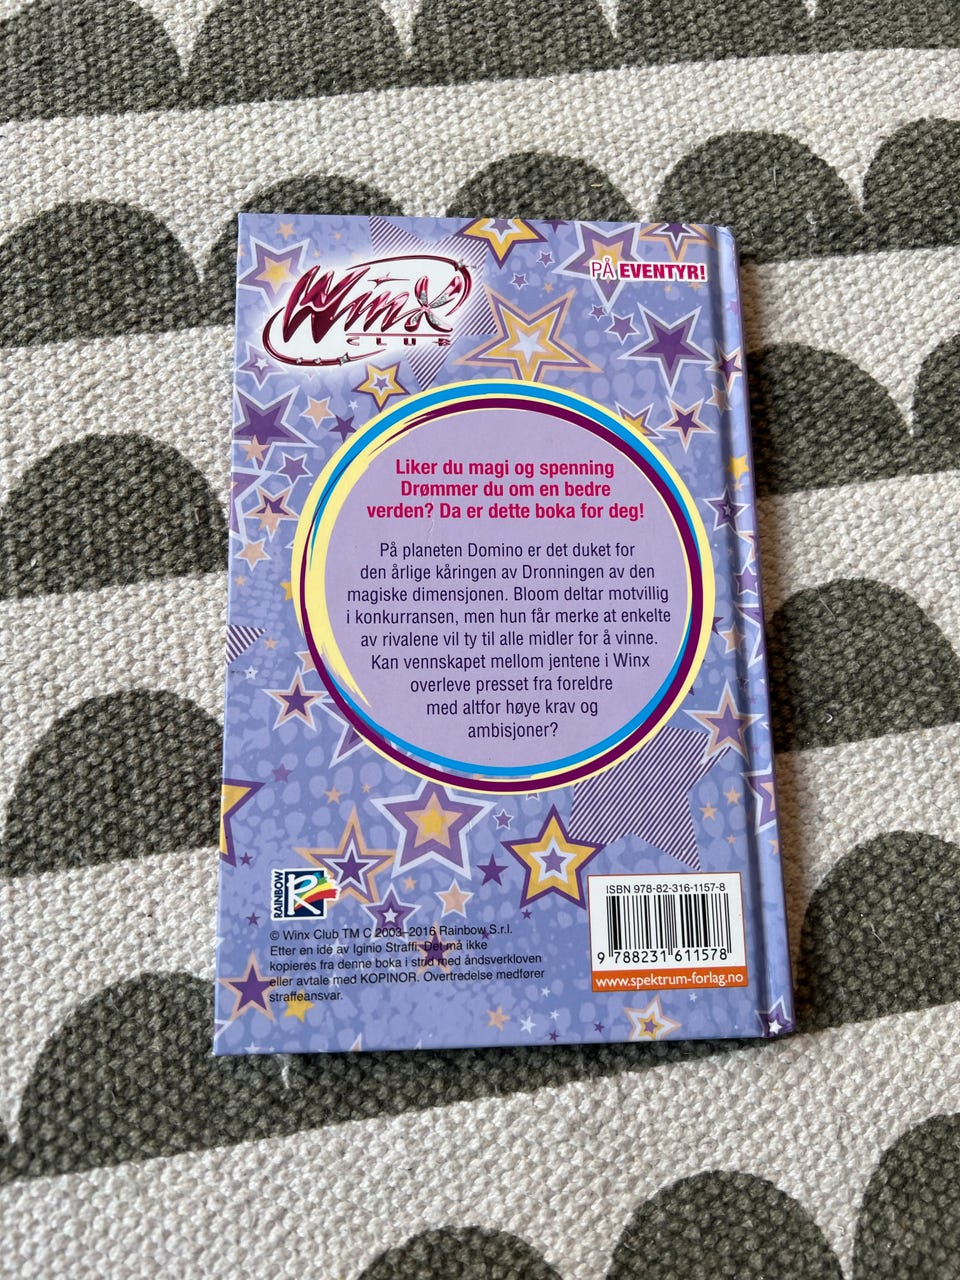 Winx
CLUB
PÅ EVENTYR!
Liker du magi og spenning
Drømmer du om en bedre
verden? Da er dette boka for deg!
På planeten Domino er det duket for
den årlige kåringen av Dronningen av den
magiske dimensjonen. Bloom deltar motvillig
i konkurransen, men hun får merke at enkelte
av rivalene vil ty til alle midler for å vinne.
Kan vennskapet mellom jentene i Winx
overleve presset fra foreldre
med altfor høye krav og
ambisjoner?
RAINBOW
R
© Winx Club TM C 2003–2016 Rainbow S.r.l.
Etter en idé av Iginio Straffi. Det må ikke
kopieres fra denne boka i strid med åndsverkloven
eller avtale med KOPINOR. Overtredelse medfører
straffeansvar.
ISBN 978-82-316-1157-8
9 788231 611578
www.spektrum-forlag.no